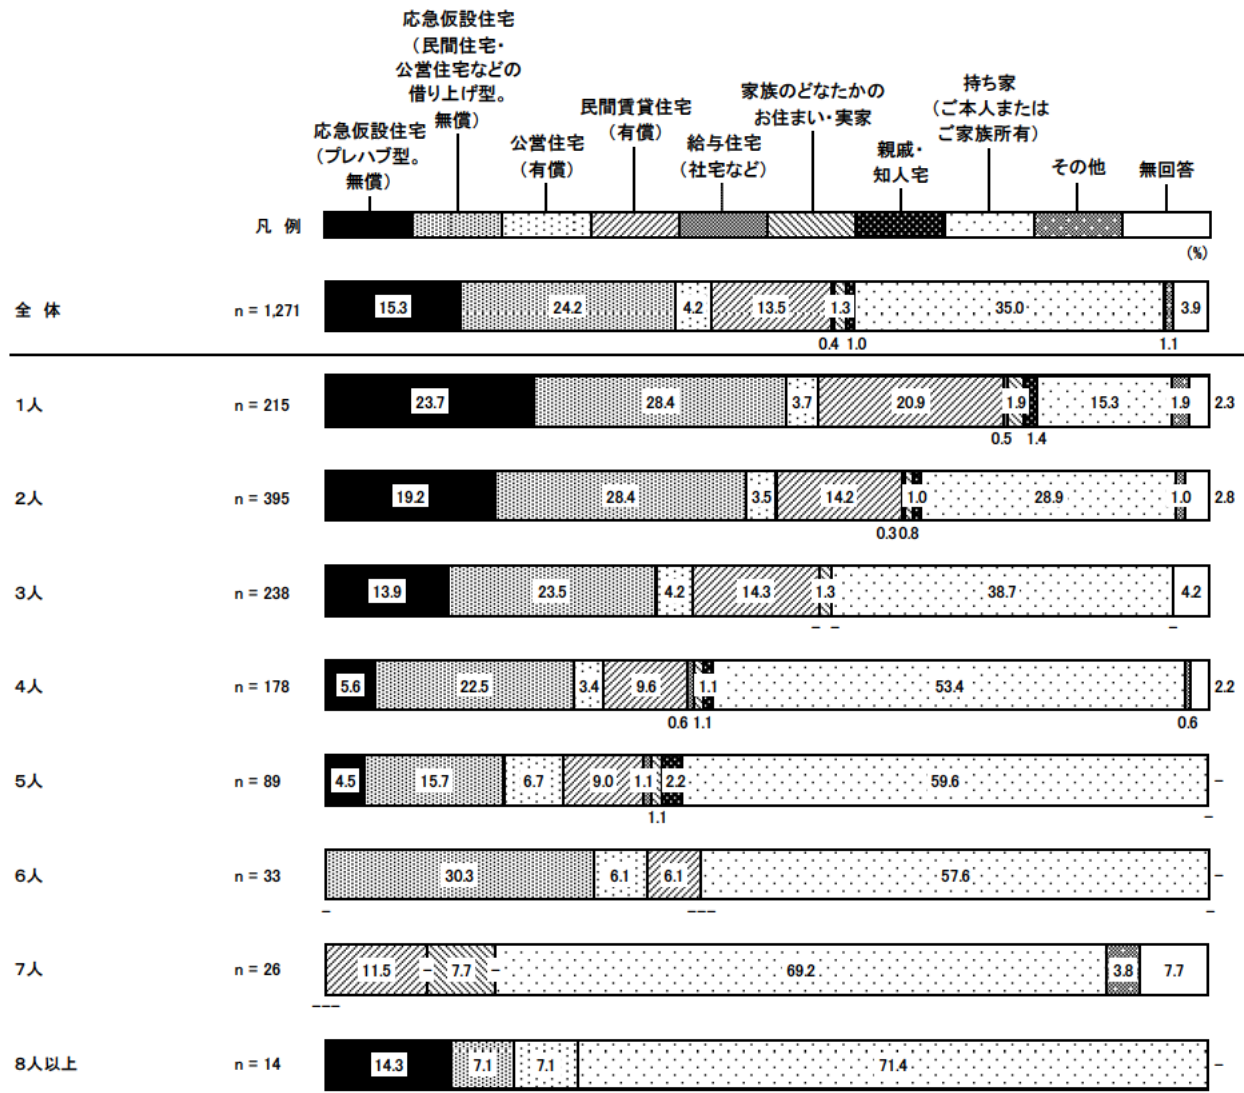 応急仮設住宅
（民間住宅・
公営住宅などの
借り上げ型。
無償）
応急仮設住宅
（プレハブ型。
無償）
公営住宅
（有償）
民間賃貸住宅
（有償）
給与住宅
（社宅など）
家族のどなたかの
お住まい・実家
親戚・
知人宅
持ち家
（ご本人または
ご家族所有）
その他
無回答
凡 例
(%)
全 体 n = 1,271 15.3 24.2 4.2 13.5 1.3 35.0 3.9
0.4 1.0 1.1
1人 n = 215 23.7 28.4 3.7 20.9 1.9 15.3 1.9 2.3
0.5 1.4
2人 n = 395 19.2 28.4 3.5 14.2 1.0 28.9 1.0 2.8
0.3 0.8
3人 n = 238 13.9 23.5 4.2 14.3 1.3 38.7 4.2
- - -
4人 n = 178 5.6 22.5 3.4 9.6 1.1 53.4 2.2
0.6 1.1 0.6
5人 n = 89 4.5 15.7 6.7 9.0 1.1 2.2 59.6 -
1.1 -
6人 n = 33 30.3 6.1 6.1 57.6 -
- --- -
7人 n = 26 11.5 - 7.7 - 69.2 3.8 7.7
---
8人以上 n = 14 14.3 7.1 7.1 71.4 -